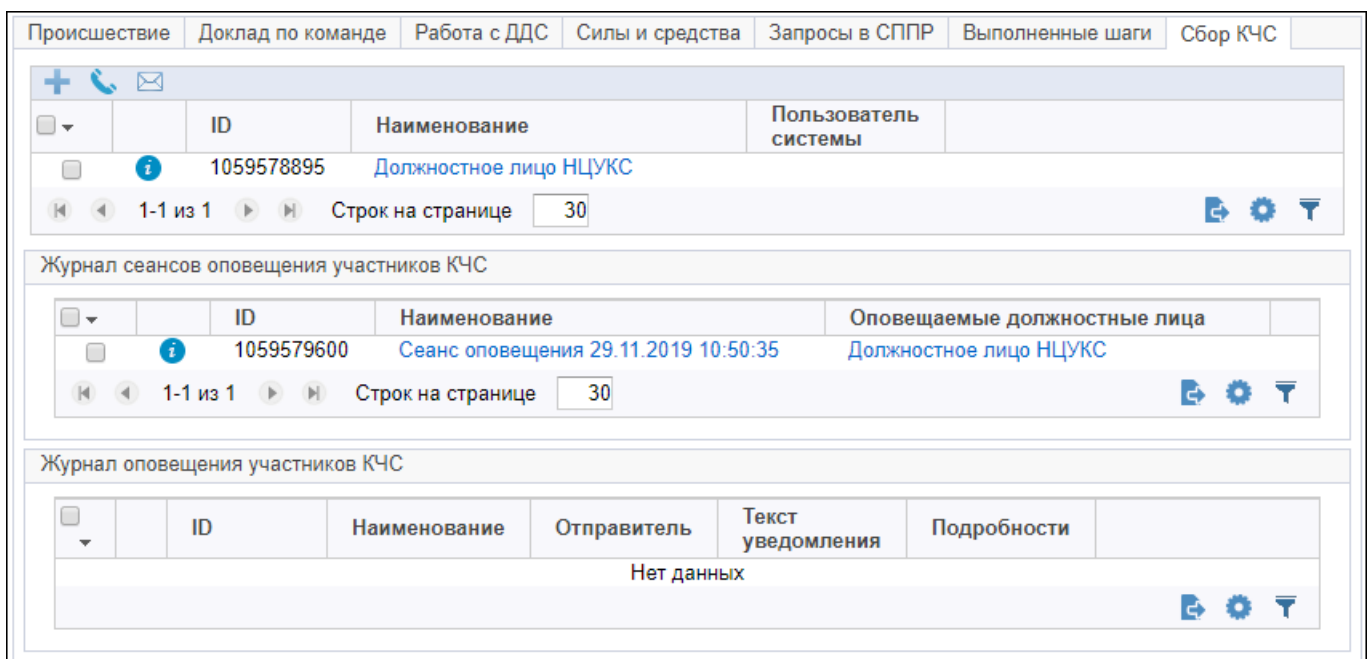 Происшествие Доклад по команде Работа с ДДС Силы и средства Запросы в СППР Выполненные шаги Сбор КЧС
ID Наименование Пользователь системы
1059578895 Должностное лицо НЦУКС
1-1 из 1 Строк на странице 30
Журнал сеансов оповещения участников КЧС
ID Наименование Оповещаемые должностные лица
1059579600 Сеанс оповещения 29.11.2019 10:50:35 Должностное лицо НЦУКС
1-1 из 1 Строк на странице 30
Журнал оповещения участников КЧС
ID Наименование Отправитель Текст уведомления Подробности
Нет данных